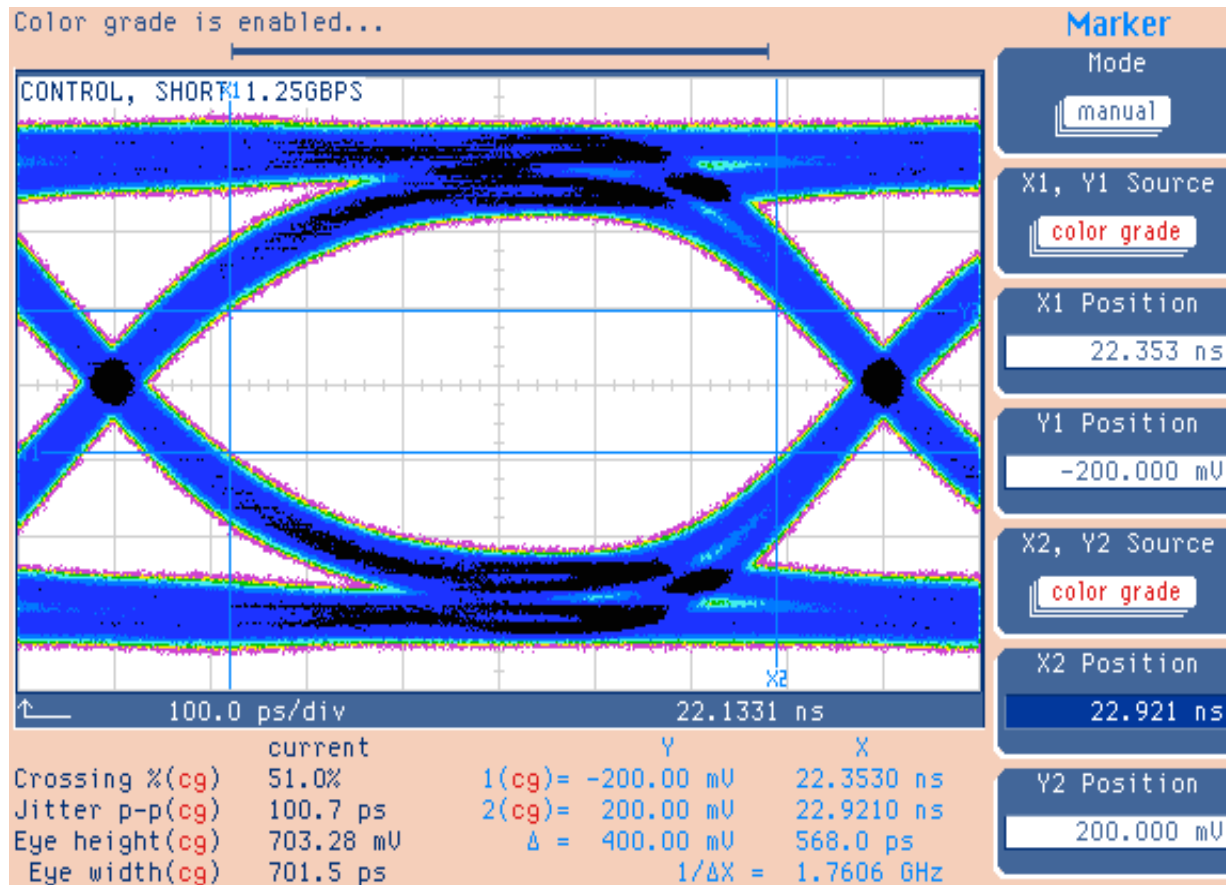 Color grade is enabled...
Marker
Mode
manual
X1, Y1 Source
color grade
X1 Position
22.353 ns
Y1 Position
-200.000 mV
X2, Y2 Source
color grade
X2 Position
22.921 ns
Y2 Position
200.000 mV
CONTROL, SHORT 1.25GBPS
X1
Y2
1
X2
100.0 ps/div 22.1331 ns
current Y X
Crossing %(cg) 51.0% 1(cg)= -200.00 mV 22.3530 ns
Jitter p-p(cg) 100.7 ps 2(cg)= 200.00 mV 22.9210 ns
Eye height(cg) 703.28 mV Δ = 400.00 mV 568.0 ps
Eye width(cg) 701.5 ps 1/ΔX = 1.7606 GHz